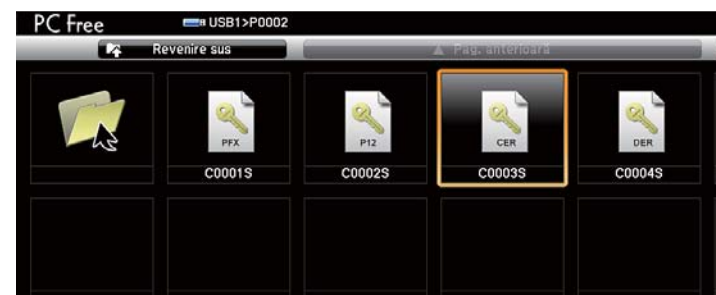 PC Free USB1>P0002
Revenire sus Pag. anterioară
PFX P12 CER DER
C0001S C0002S C0003S C0004S